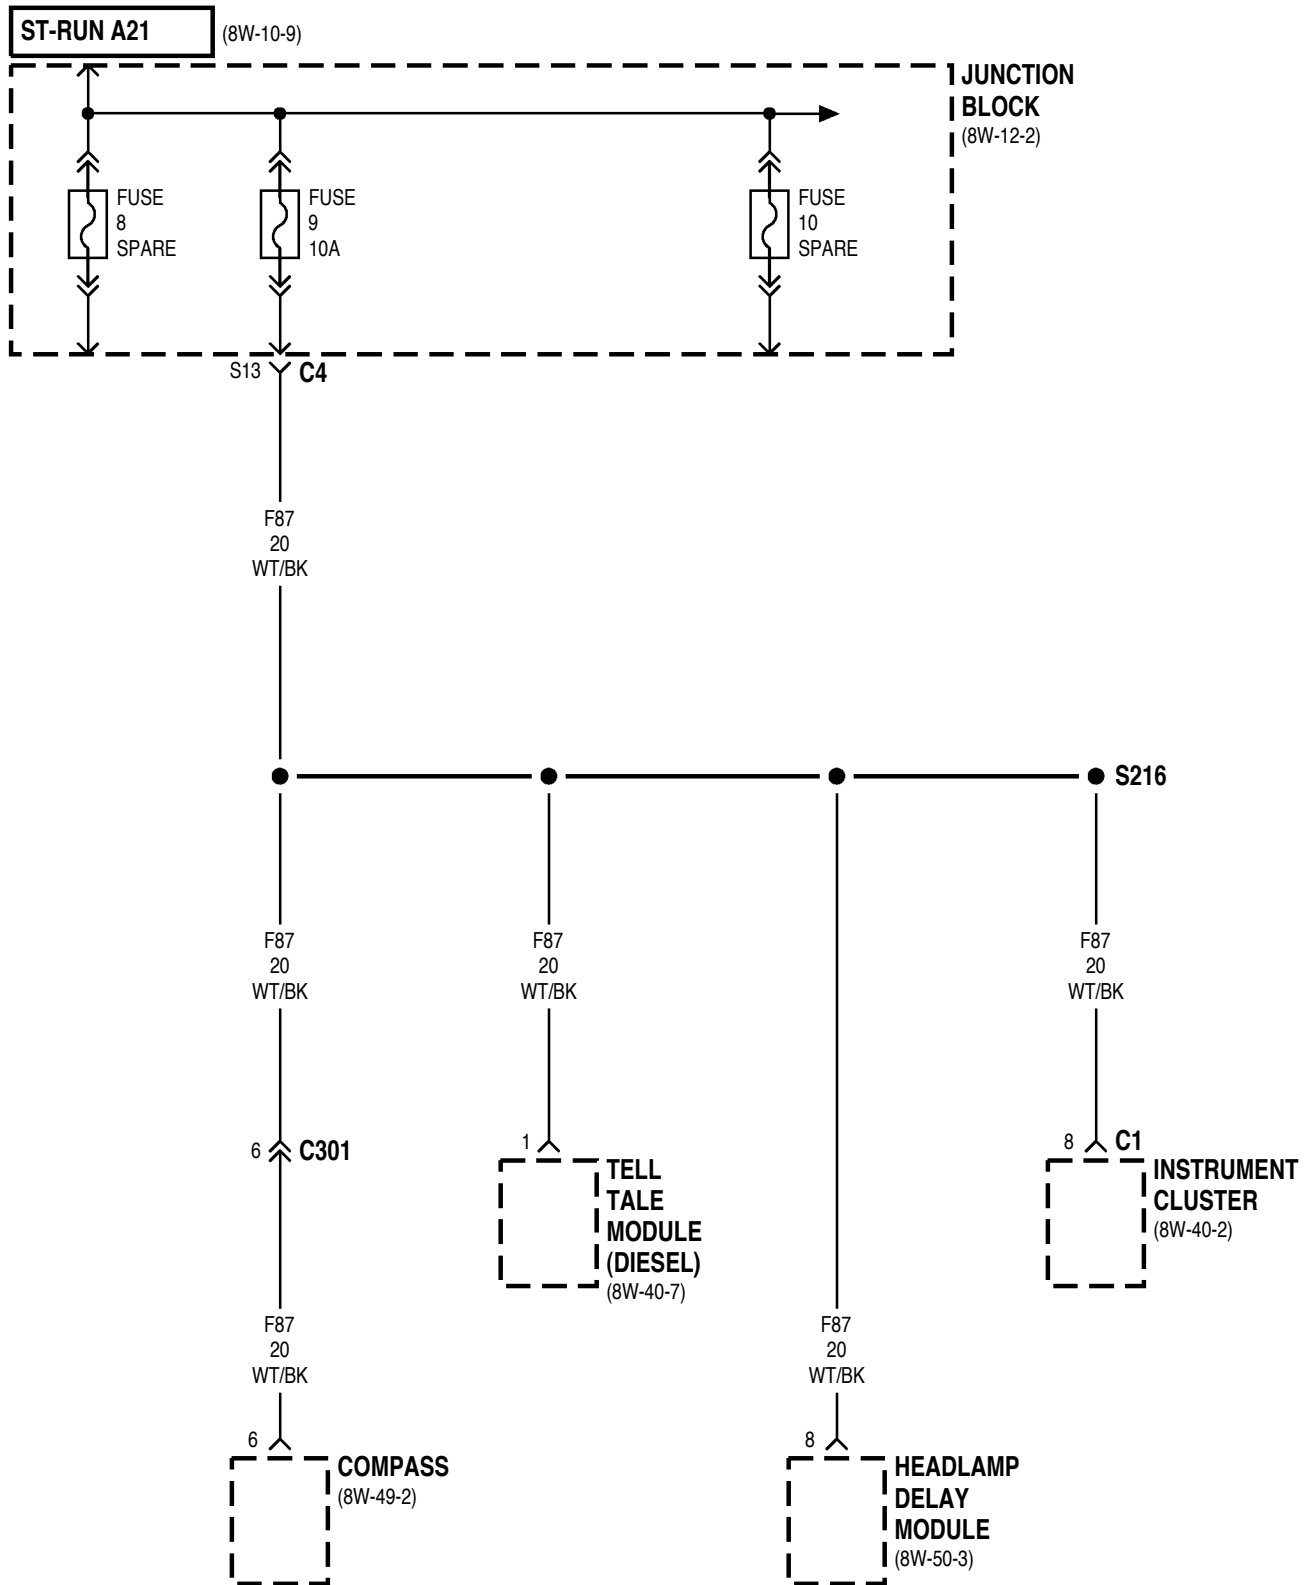 ST-RUN A21
(8W-10-9)
JUNCTION
BLOCK
(8W-12-2)
FUSE
8
SPARE
FUSE
9
10A
FUSE
10
SPARE
S13
C4
F87
20
WT/BK
S216
F87
20
WT/BK
F87
20
WT/BK
F87
20
WT/BK
6
C301
1
TELL
TALE
MODULE
(DIESEL)
(8W-40-7)
8
C1
INSTRUMENT
CLUSTER
(8W-40-2)
F87
20
WT/BK
F87
20
WT/BK
6
COMPASS
(8W-49-2)
8
HEADLAMP
DELAY
MODULE
(8W-50-3)